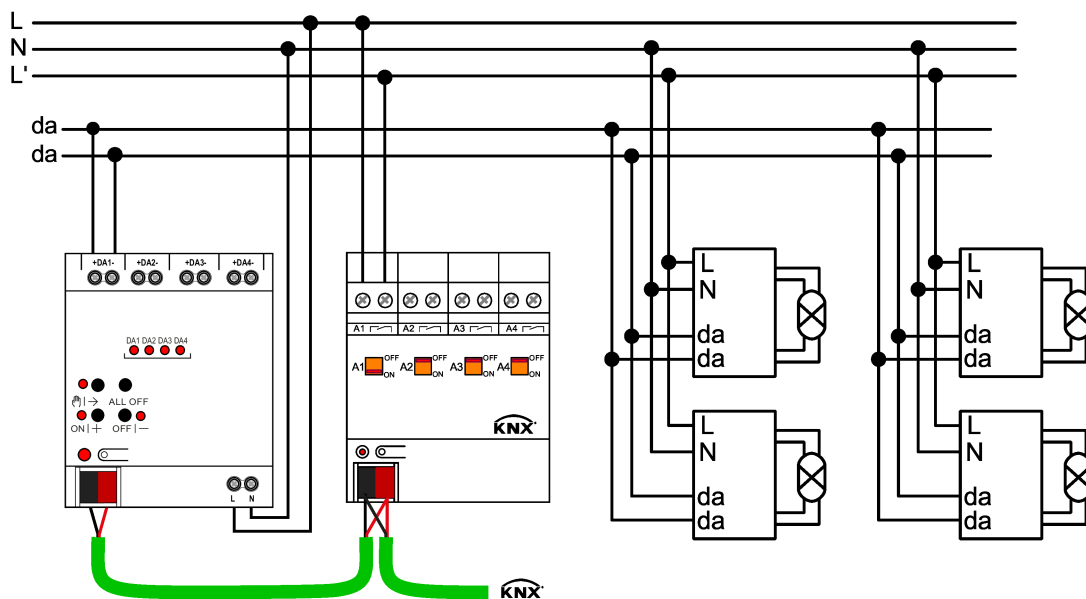 L
N
L'
da
da
+DA1- +DA2- +DA3- +DA4-
DA1 DA2 DA3 DA4
ALL OFF
ON | + OFF | —
L N
A1 A2 A3 A4
A1 OFF ON A2 OFF ON A3 OFF ON A4 OFF ON
KNX
KNX
L
N
da
da
L
N
da
da
L
N
da
da
L
N
da
da